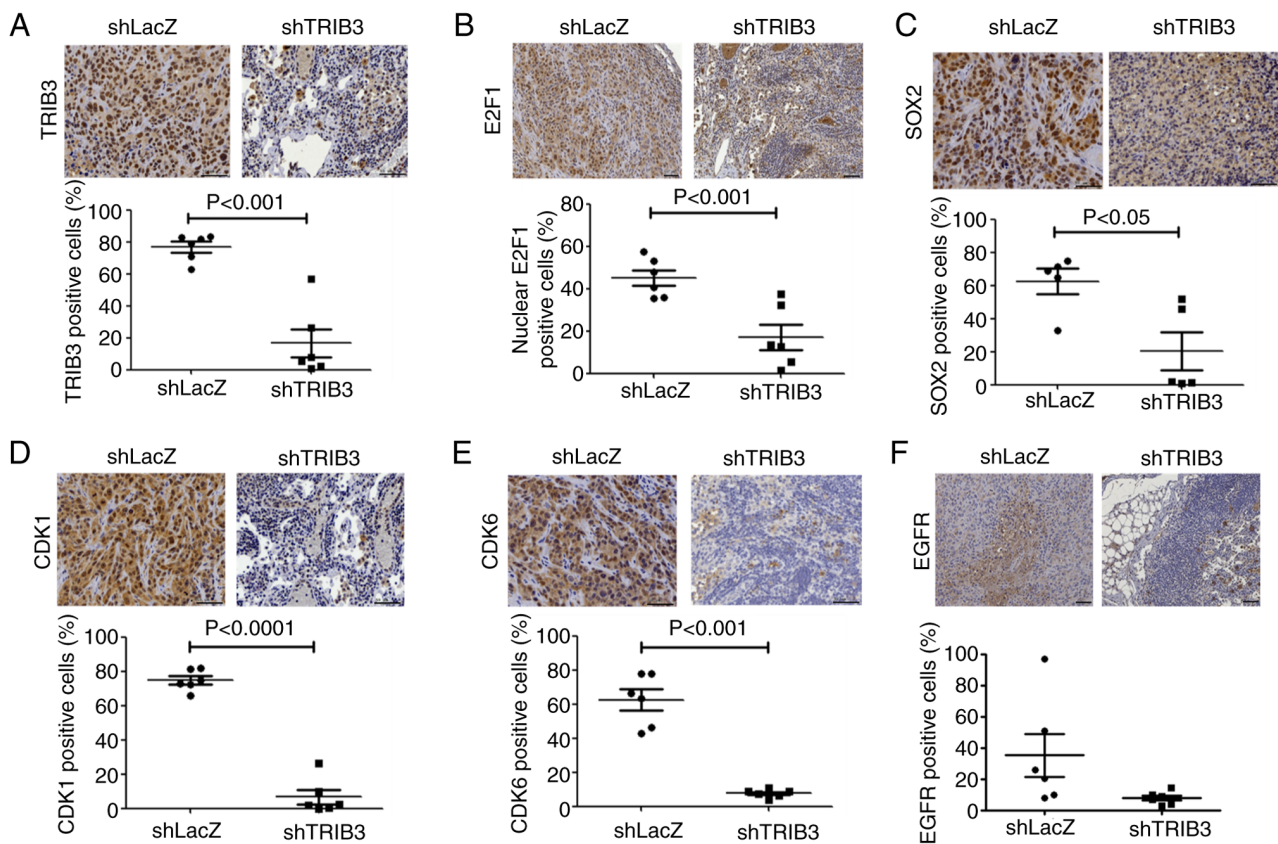 A
shLacZ
shTRIB3
TRIB3
TRIB3 positive cells (%)
P<0.001
100
80
60
40
20
0
shLacZ
shTRIB3
B
shLacZ
shTRIB3
E2F1
Nuclear E2F1
positive cells (%)
P<0.001
80
60
40
20
0
shLacZ
shTRIB3
C
shLacZ
shTRIB3
SOX2
SOX2 positive cells (%)
P<0.05
100
80
60
40
20
0
shLacZ
shTRIB3
D
shLacZ
shTRIB3
CDK1
CDK1 positive cells (%)
P<0.0001
100
80
60
40
20
0
shLacZ
shTRIB3
E
shLacZ
shTRIB3
CDK6
CDK6 positive cells (%)
P<0.001
100
80
60
40
20
0
shLacZ
shTRIB3
F
shLacZ
shTRIB3
EGFR
EGFR positive cells (%)
100
80
60
40
20
0
shLacZ
shTRIB3